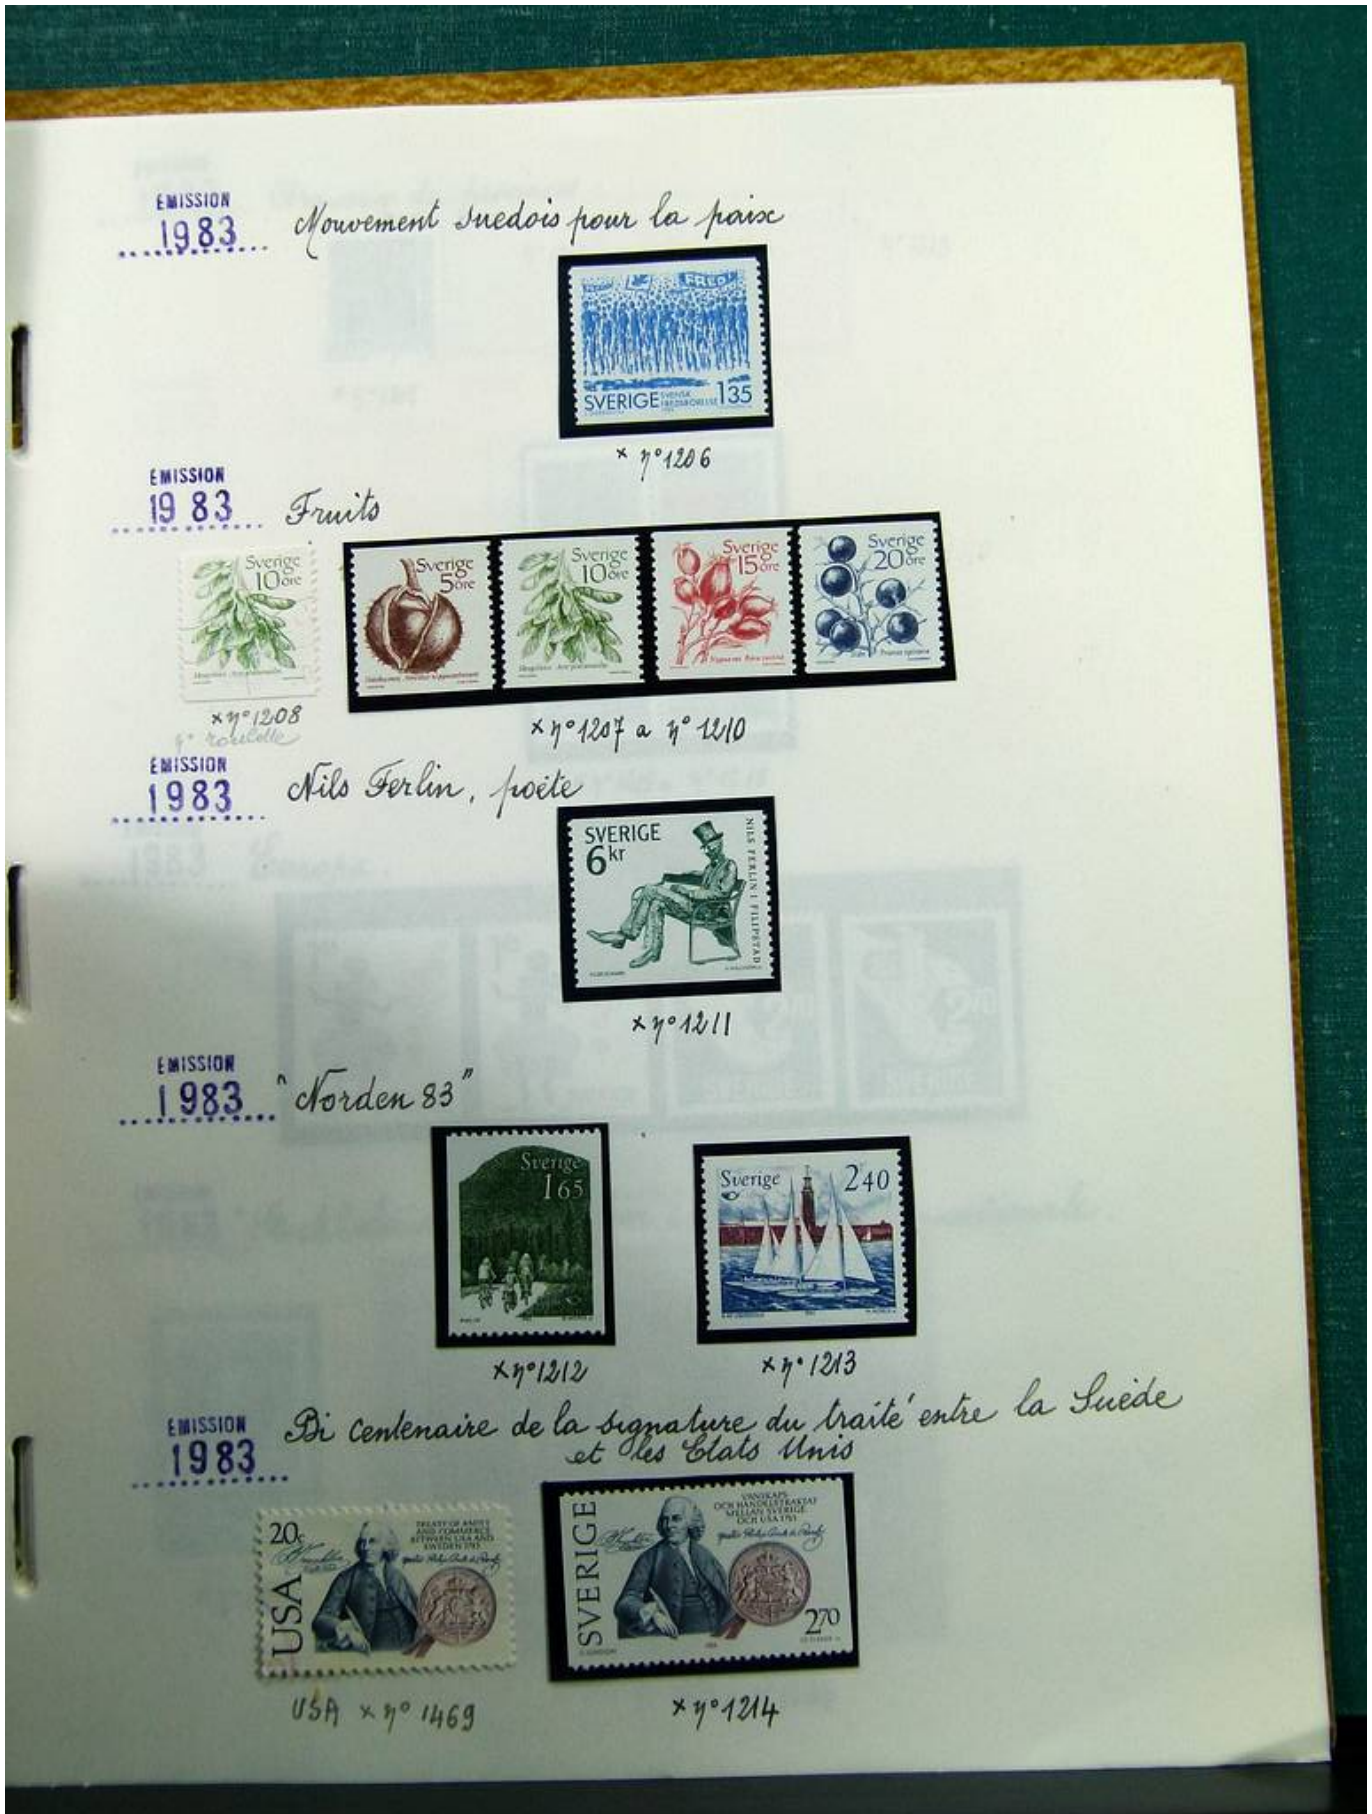 EMISSION
1983
Mouvement suedois pour la paix
FRED!
SVERIGE SVENSK FREDSRÖRELSE 135
x n° 1206
EMISSION
1983
Fruits
Sverige
10 öre
Sverige
5 öre
Sverige
10 öre
Sverige
15 öre
Sverige
20 öre
Prunus spinosa
x n° 1208
n° roulette
x n° 1207 a n° 1210
EMISSION
1983
Nils Ferlin, poète
SVERIGE
6 kr
NILS FERLIN I FILIPSTAD
x n° 1211
EMISSION
1983
"Norden 83"
Sverige
165
Sverige
240
x n° 1212
x n° 1213
EMISSION
1983
Bi centenaire de la signature du traité entre la Suède
et les Etats Unis
USA
20c
TREATY OF AMITY
AND COMMERCE
BETWEEN USA AND
SWEDEN 1783
SVERIGE
VÄNSKAPS-
OCH HANDELSTRAKTAT
MELLAN SVERIGE
OCH USA 1783
270
USA x n° 1469
x n° 1214